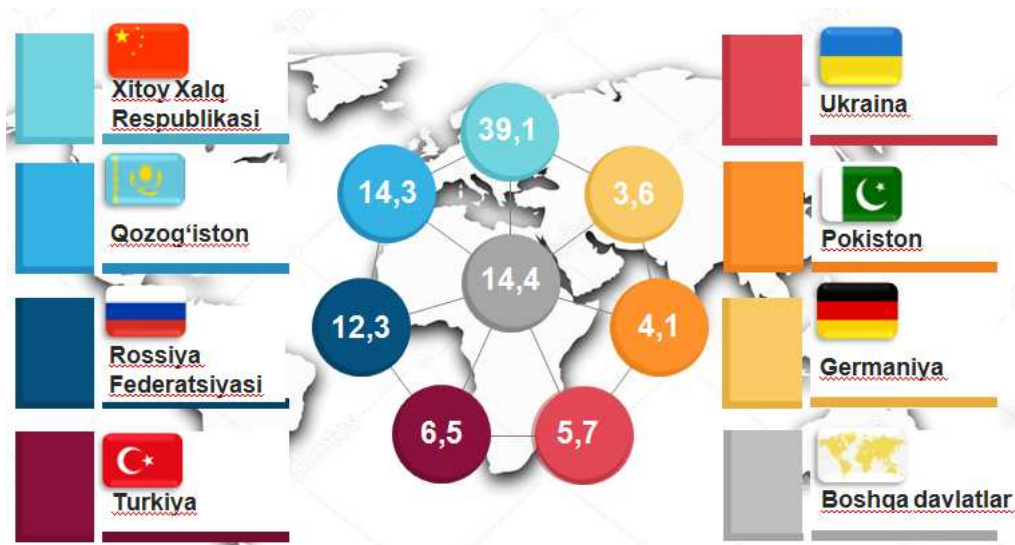 Xitoy Xalq
Respublikasi
Qozog‘iston
Rossiya
Federatsiyasi
Turkiya
39,1
14,3
3,6
14,4
12,3
4,1
6,5
5,7
Ukraina
Pokiston
Germaniya
Boshqa davlatlar